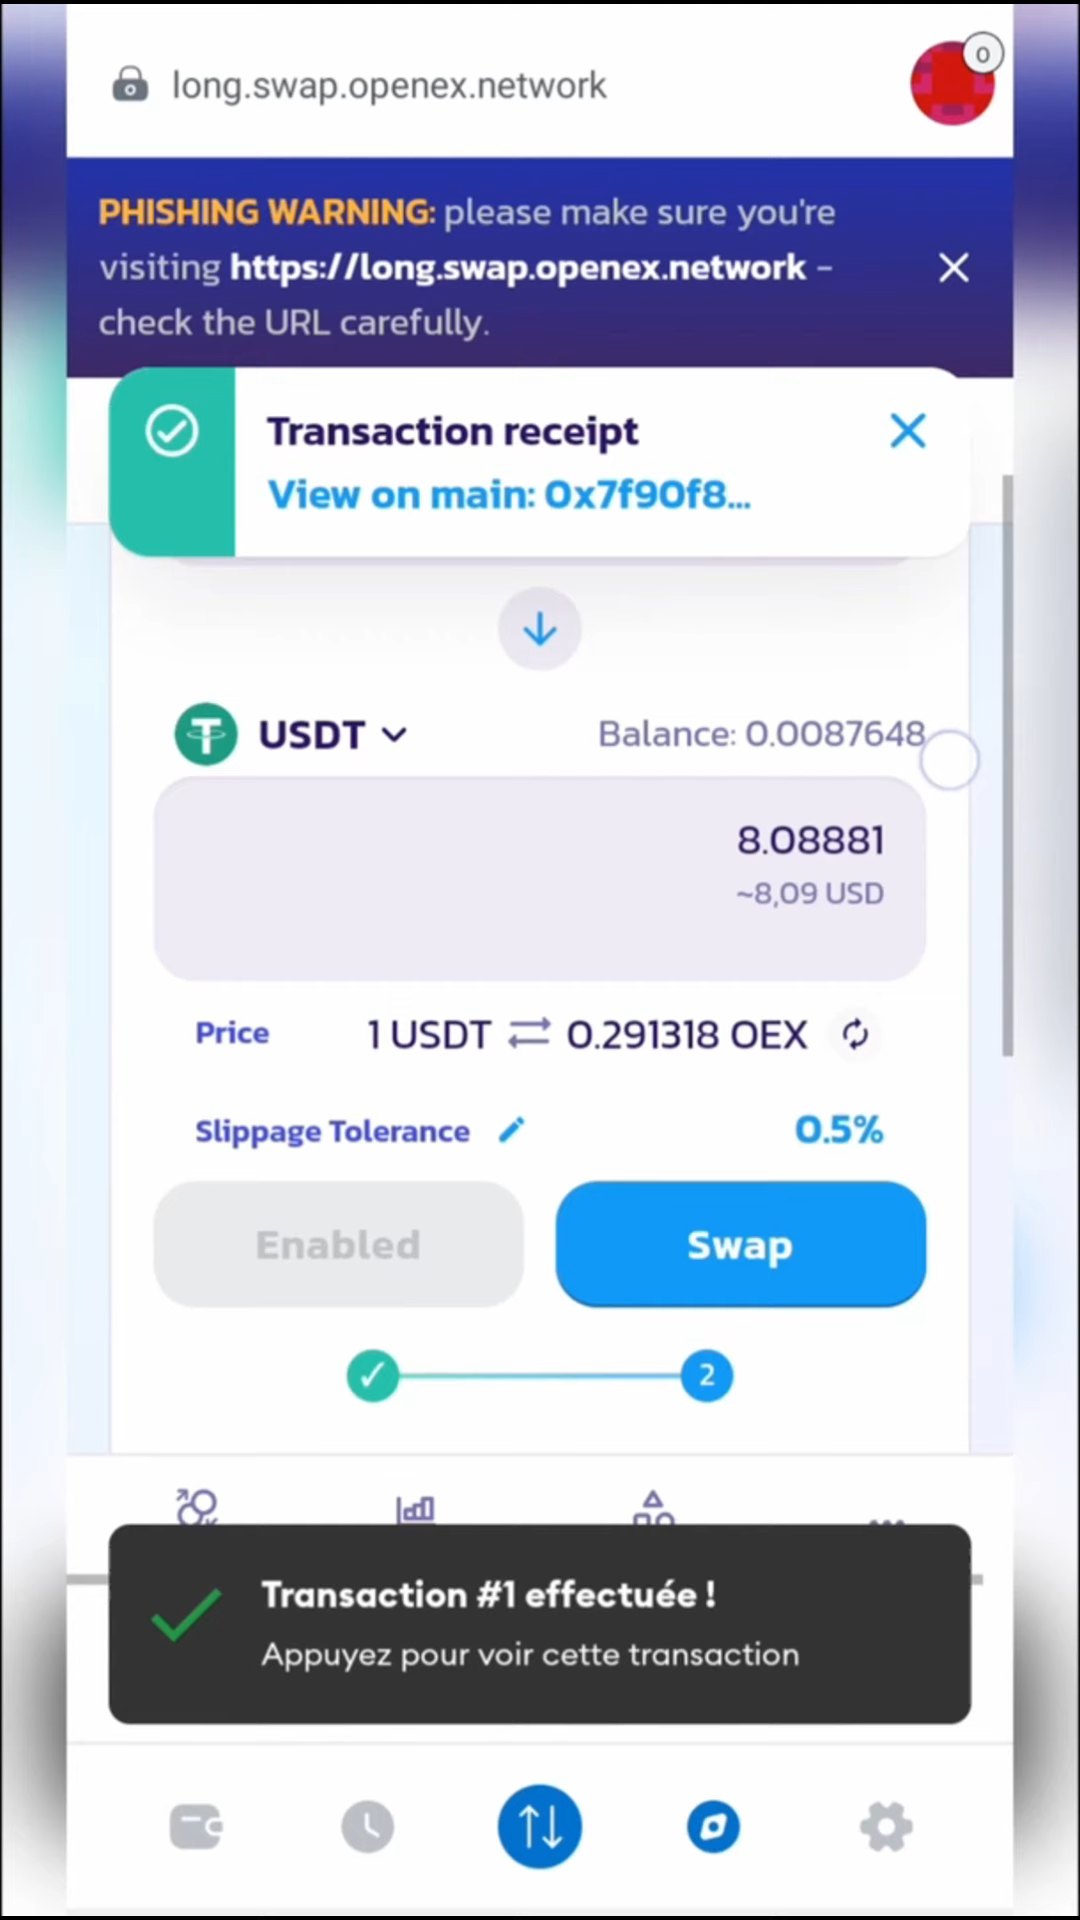 long.swap.openex.network
0
PHISHING WARNING: please make sure you're
visiting https://long.swap.openex.network -
check the URL carefully.
Transaction receipt
View on main: 0x7f90f8...
USDT
Balance: 0.0087648
8.08881
~8,09 USD
Price
1 USDT
0.291318 OEX
Slippage Tolerance
0.5%
Enabled
Swap
2
Transaction #1 effectuée !
Appuyez pour voir cette transaction